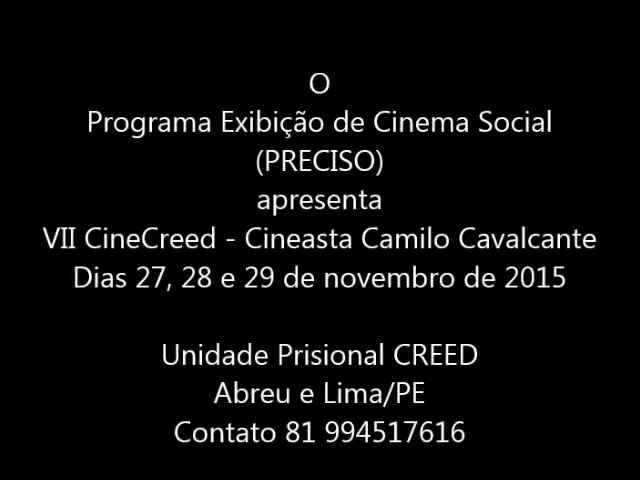 O
Programa Exibição de Cinema Social
(PRECISO)
apresenta
VII CineCreed - Cineasta Camilo Cavalcante
Dias 27, 28 e 29 de novembro de 2015
Unidade Prisional CREED
Abreu e Lima/PE
Contato 81 994517616